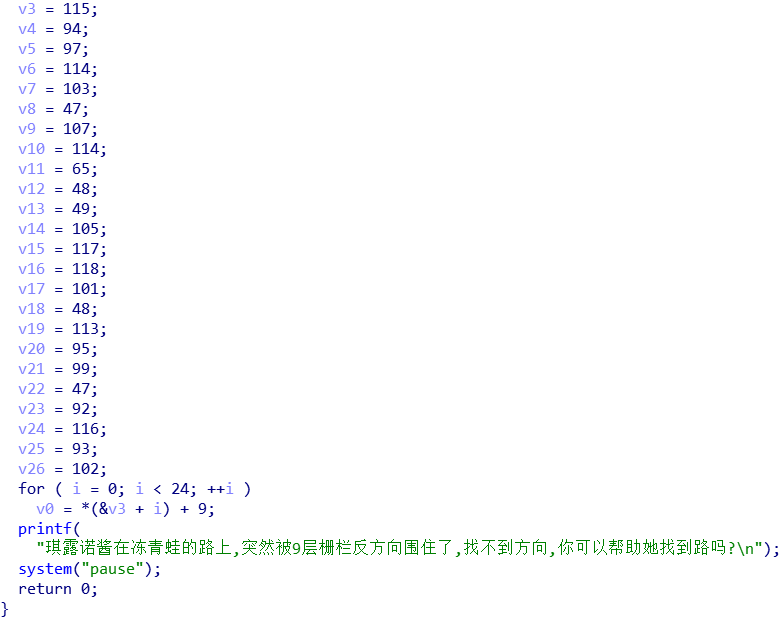 v3 = 115;
v4 = 94;
v5 = 97;
v6 = 114;
v7 = 103;
v8 = 47;
v9 = 107;
v10 = 114;
v11 = 65;
v12 = 48;
v13 = 49;
v14 = 105;
v15 = 117;
v16 = 118;
v17 = 101;
v18 = 48;
v19 = 113;
v20 = 95;
v21 = 99;
v22 = 47;
v23 = 92;
v24 = 116;
v25 = 93;
v26 = 102;
for ( i = 0; i < 24; ++i )
v0 = *(&v3 + i) + 9;
printf(
"琪露诺酱在冻青蛙的路上,突然被9层栅栏反方向围住了,找不到方向,你可以帮助她找到路吗?\n");
system("pause");
return 0;
}